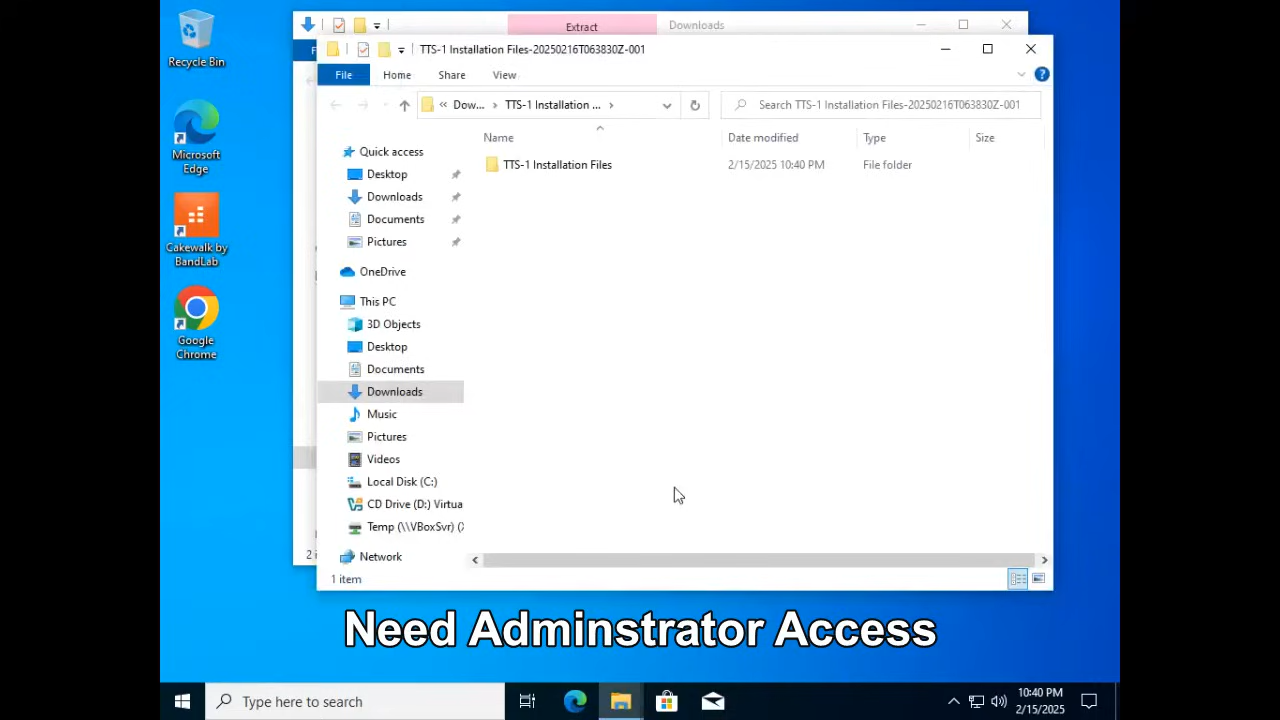 Recycle Bin
Microsoft
Edge
Cakewalk by
BandLab
Google
Chrome
Extract
Downloads
F
TTS-1 Installation Files-20250216T063830Z-001
File
Home
Share
View
Dow...
TTS-1 Installation ...
Search TTS-1 Installation Files-20250216T063830Z-001
Name
Date modified
Type
Size
TTS-1 Installation Files
2/15/2025 10:40 PM
File folder
Quick access
Desktop
Downloads
Documents
Pictures
OneDrive
This PC
3D Objects
Desktop
Documents
Downloads
Music
Pictures
Videos
Local Disk (C:)
CD Drive (D:) Virtua
Temp (\\VBoxSvr) (
Network
2 i
1 item
Need Adminstrator Access
Type here to search
10:40 PM
2/15/2025